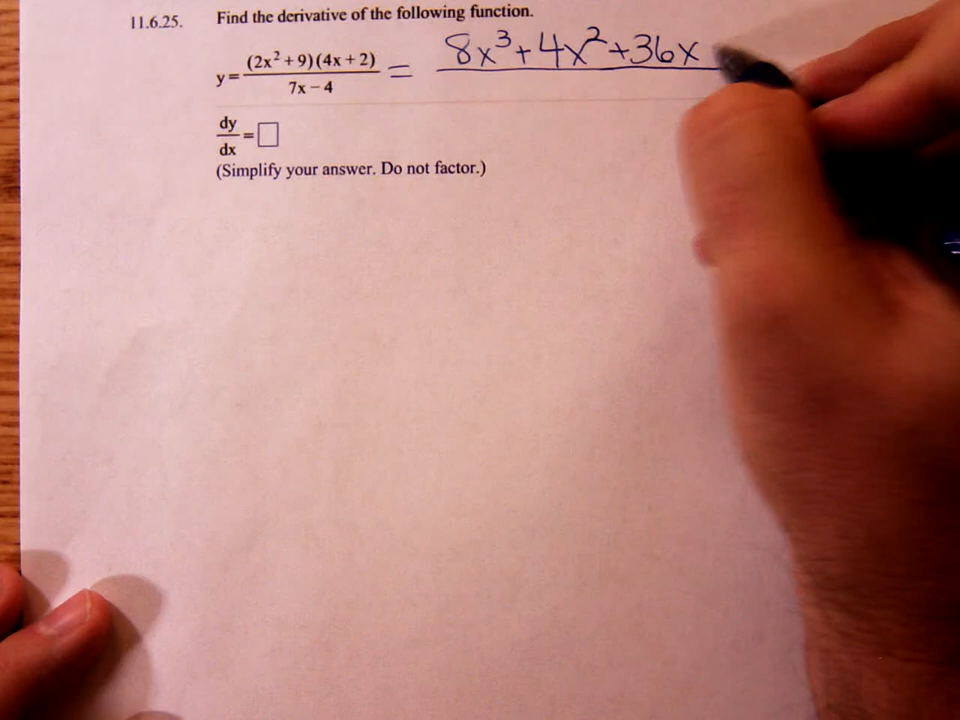 11.6.25. Find the derivative of the following function.
y = (2x² + 9)(4x + 2) / 7x − 4 = 8x³ + 4x² + 36x
dy/dx = □
(Simplify your answer. Do not factor.)